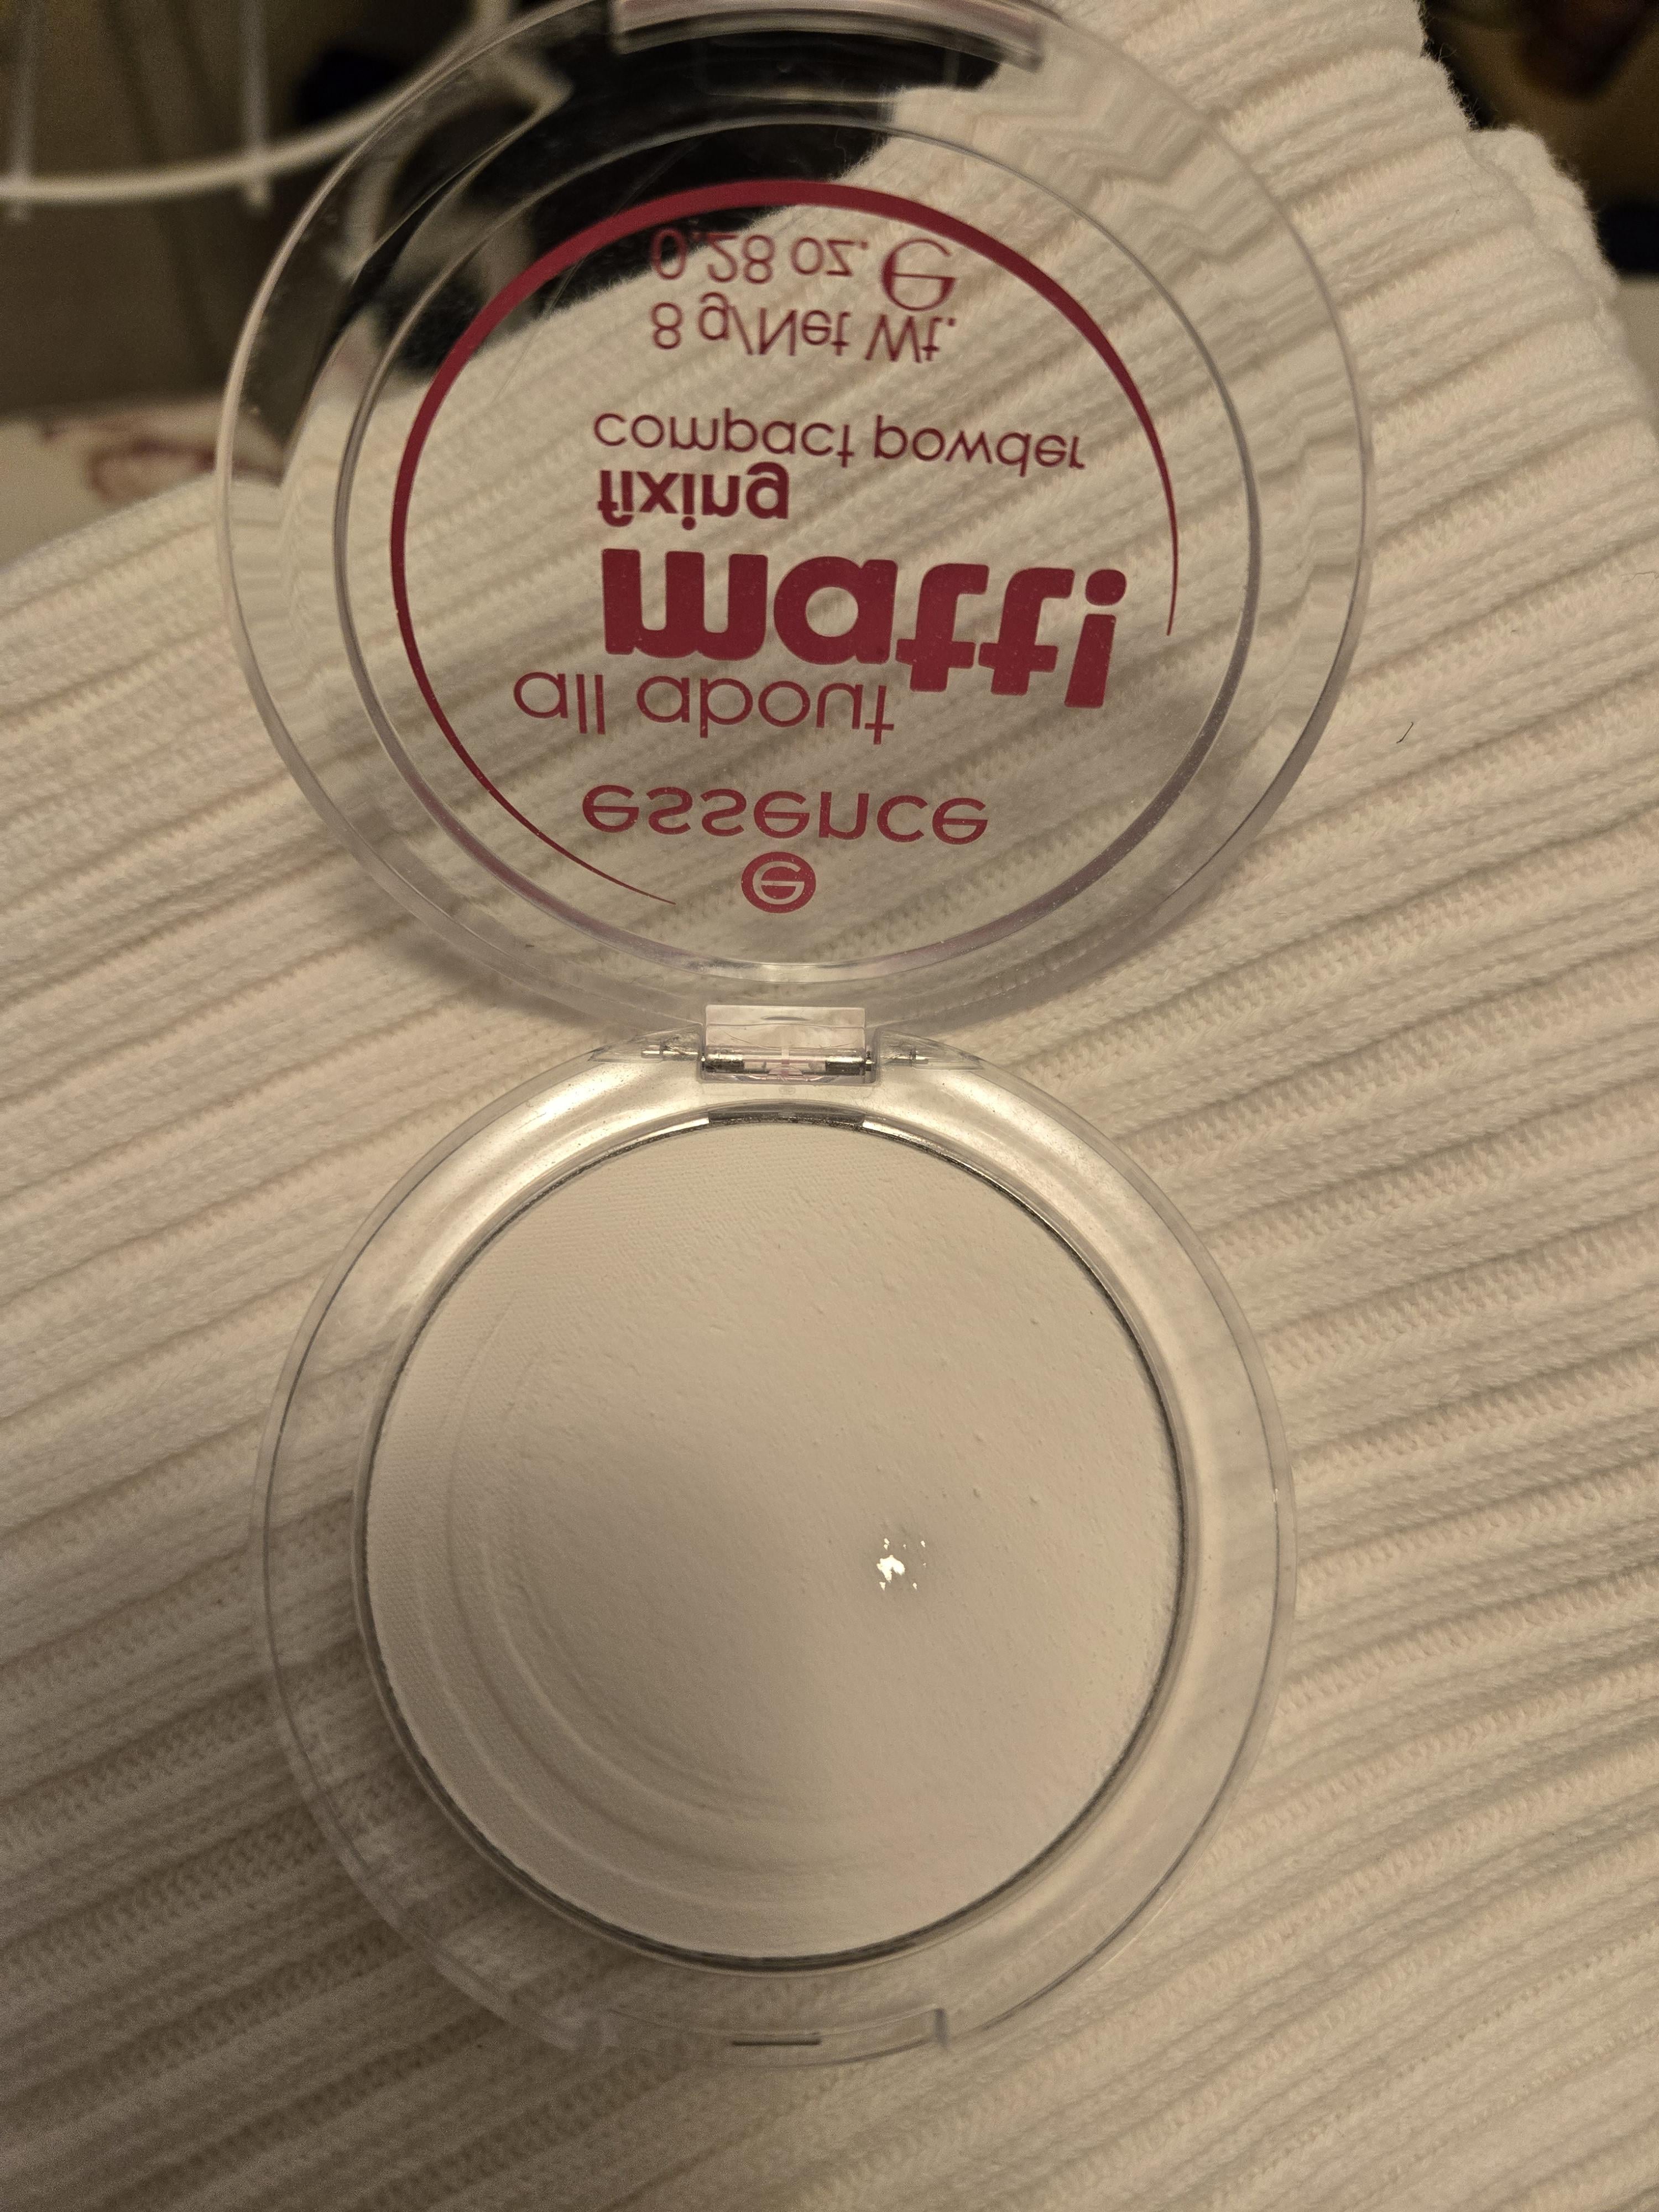 e
essence
all about
matt!
fixing
compact powder
8 g/Net Wt.
0.28 oz. ℮